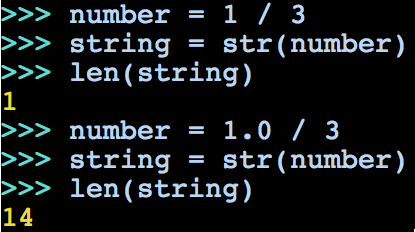 >>> number = 1 / 3
>>> string = str(number)
>>> len(string)
1
>>> number = 1.0 / 3
>>> string = str(number)
>>> len(string)
14